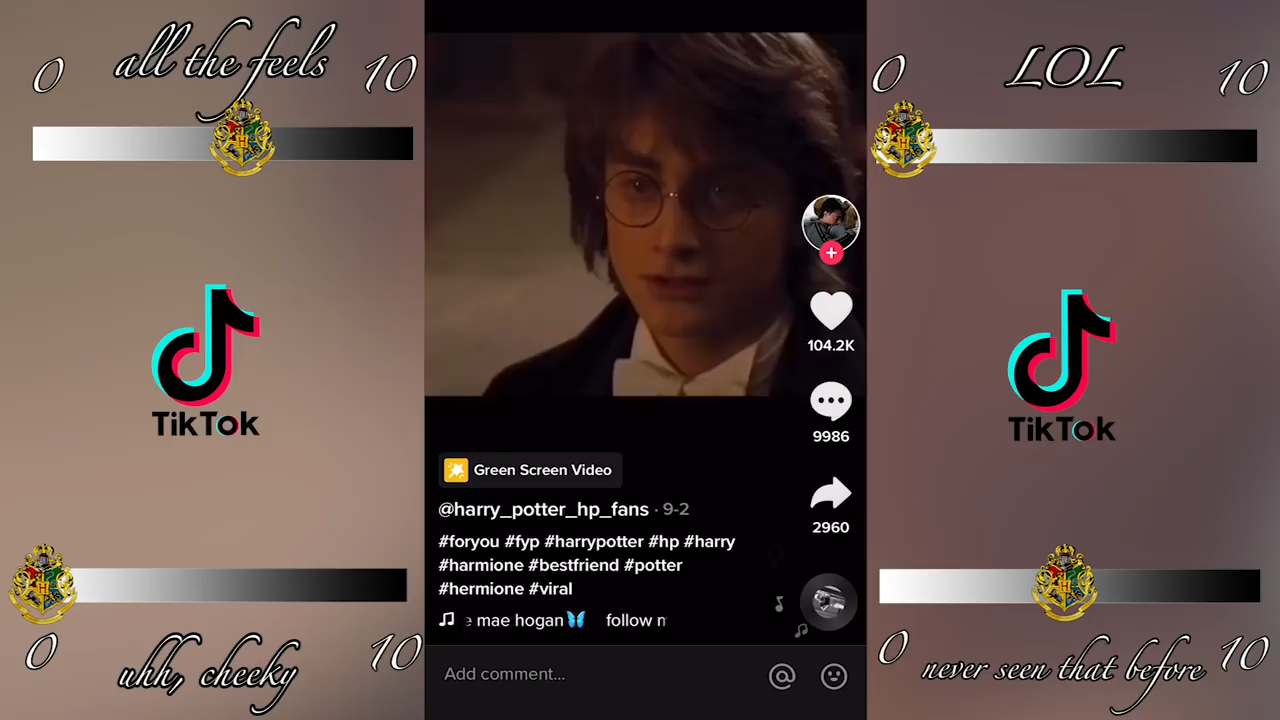 0 all the feels 10
TikTok
0 uhh, cheeky 10
104.2K
9986
2960
Green Screen Video
@harry_potter_hp_fans · 9-2
#foryou #fyp #harrypotter #hp #harry
#harmione #bestfriend #potter
#hermione #viral
e mae hogan🦋 follow m
Add comment...
0 LOL 10
TikTok
0 never seen that before 10